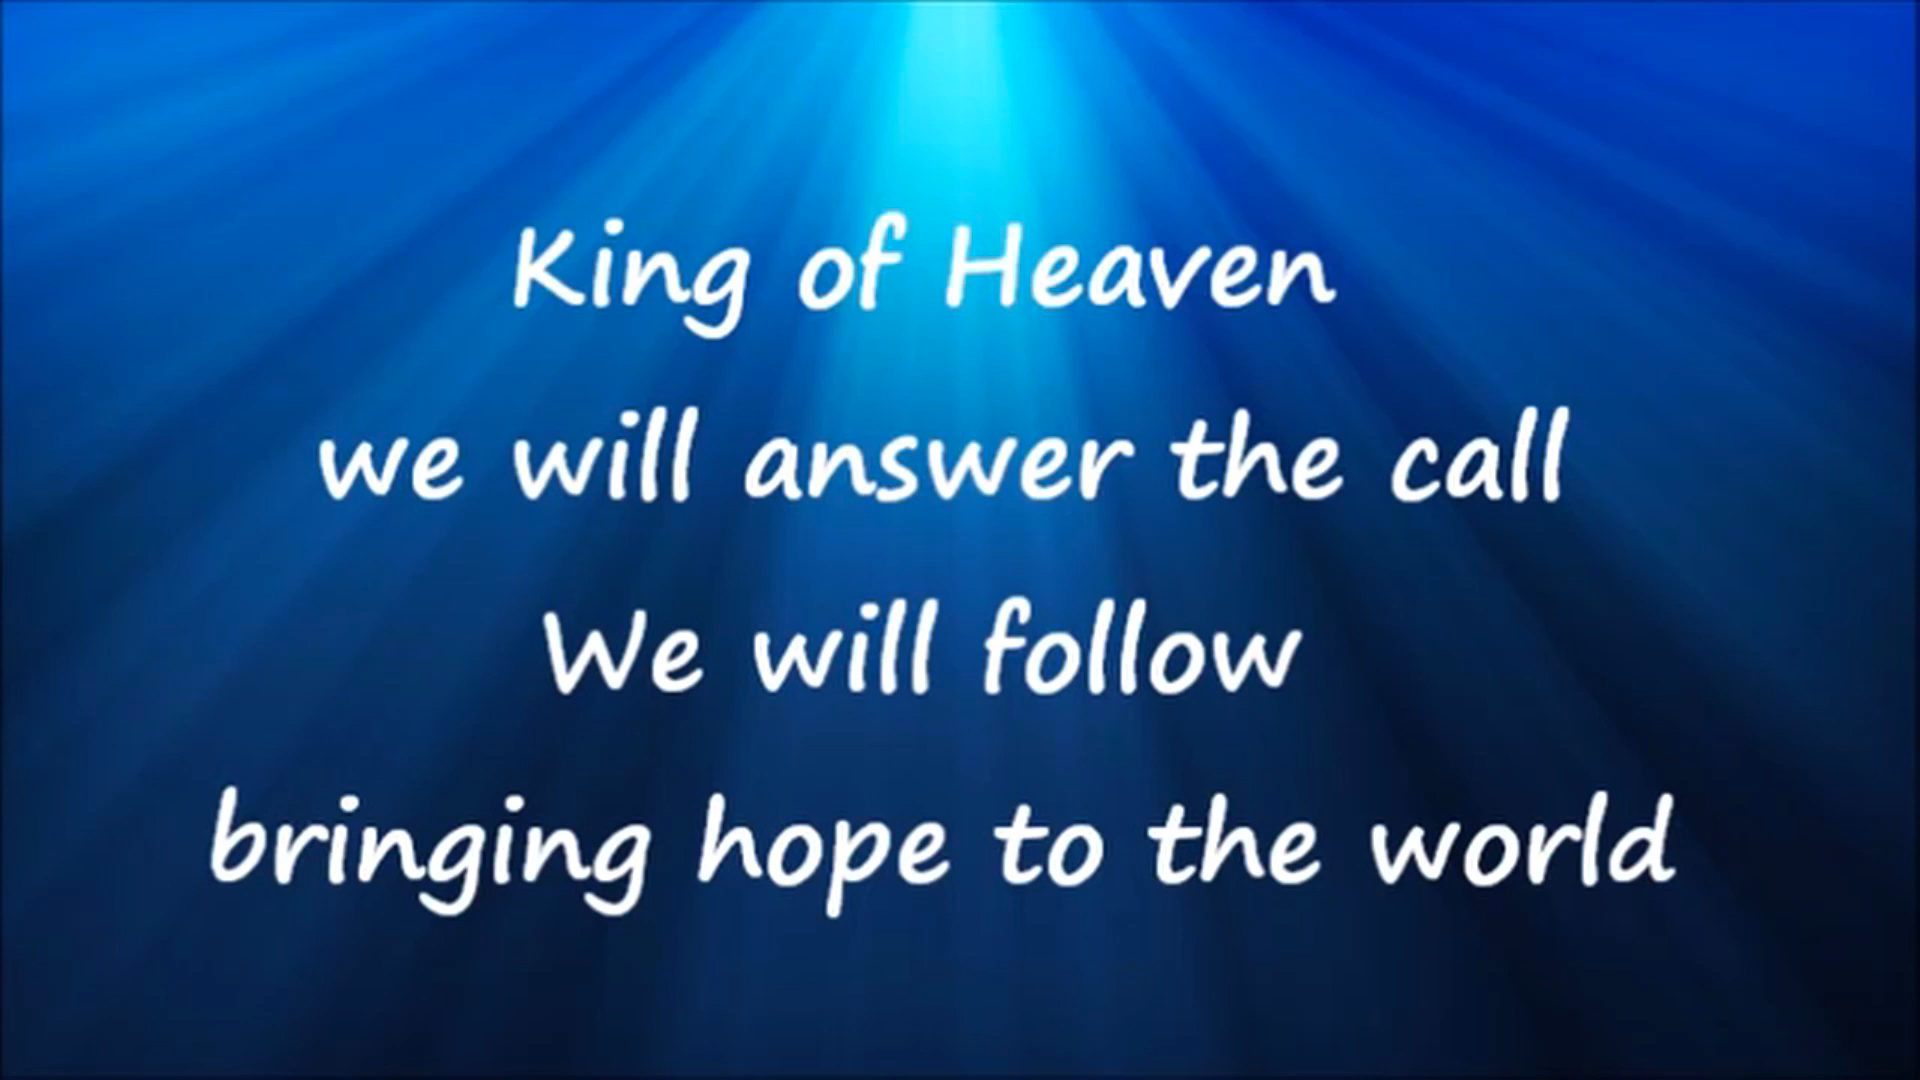 King of Heaven
we will answer the call
We will follow
bringing hope to the world